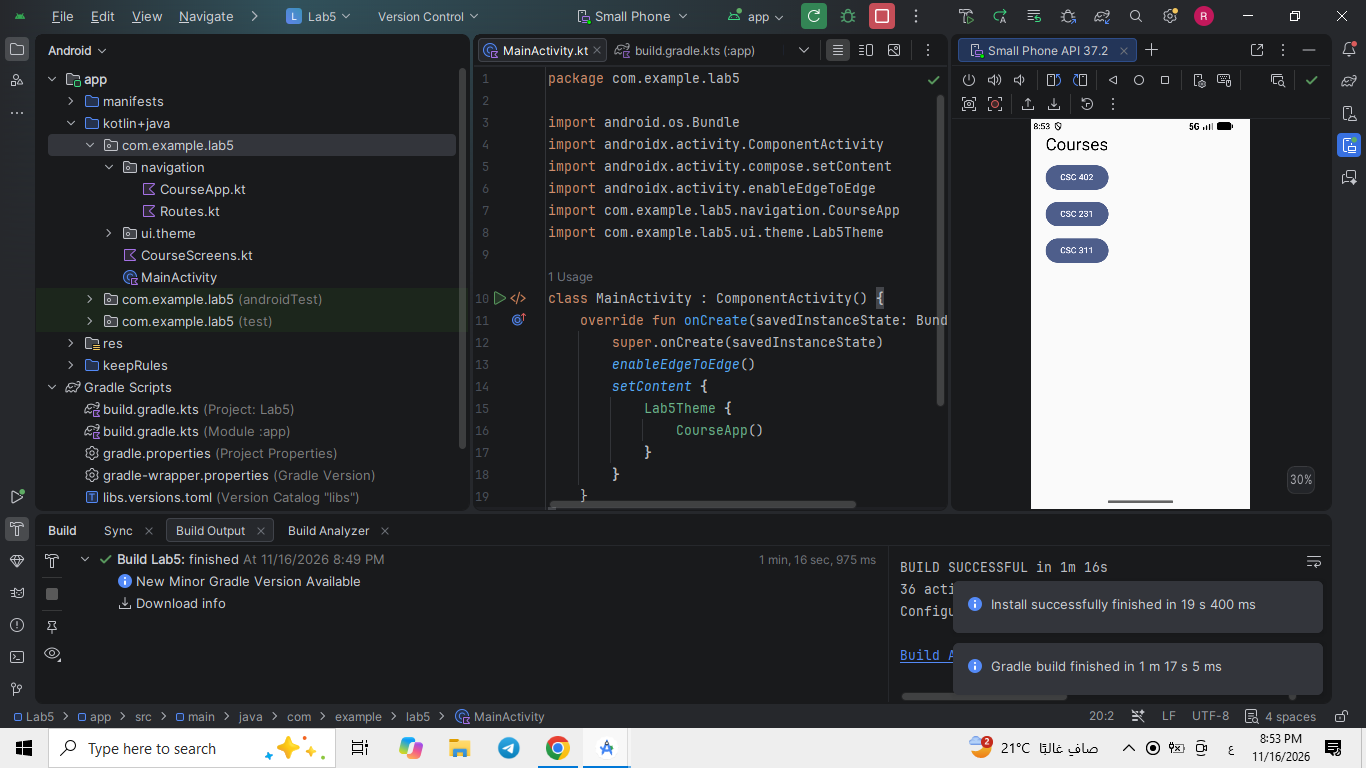 File Edit View Navigate L Lab5 Version Control Small Phone app R
Android
app
manifests
kotlin+java
com.example.lab5
navigation
CourseApp.kt
Routes.kt
ui.theme
CourseScreens.kt
MainActivity
com.example.lab5 (androidTest)
com.example.lab5 (test)
res
keepRules
Gradle Scripts
build.gradle.kts (Project: Lab5)
build.gradle.kts (Module :app)
gradle.properties (Project Properties)
gradle-wrapper.properties (Gradle Version)
libs.versions.toml (Version Catalog "libs")
MainActivity.kt build.gradle.kts (:app)
1 package com.example.lab5
2
3 import android.os.Bundle
4 import androidx.activity.ComponentActivity
5 import androidx.activity.compose.setContent
6 import androidx.activity.enableEdgeToEdge
7 import com.example.lab5.navigation.CourseApp
8 import com.example.lab5.ui.theme.Lab5Theme
9
1 Usage
10 class MainActivity : ComponentActivity() {
11 override fun onCreate(savedInstanceState: Bund
12 super.onCreate(savedInstanceState)
13 enableEdgeToEdge()
14 setContent {
15 Lab5Theme {
16 CourseApp()
17 }
18 }
19 }
Small Phone API 37.2
8:53 5G
Courses
CSC 402
CSC 231
CSC 311
30%
Build Sync Build Output Build Analyzer
Build Lab5: finished At 11/16/2026 8:49 PM 1 min, 16 sec, 975 ms
New Minor Gradle Version Available
Download info
BUILD SUCCESSFUL in 1m 16s
36 acti
Configu
Build A
Install successfully finished in 19 s 400 ms
Gradle build finished in 1 m 17 s 5 ms
Lab5 app src main java com example lab5 MainActivity 20:2 LF UTF-8 4 spaces
Type here to search 2 21°C صافٍ غالبًا ع 8:53 PM
11/16/2026